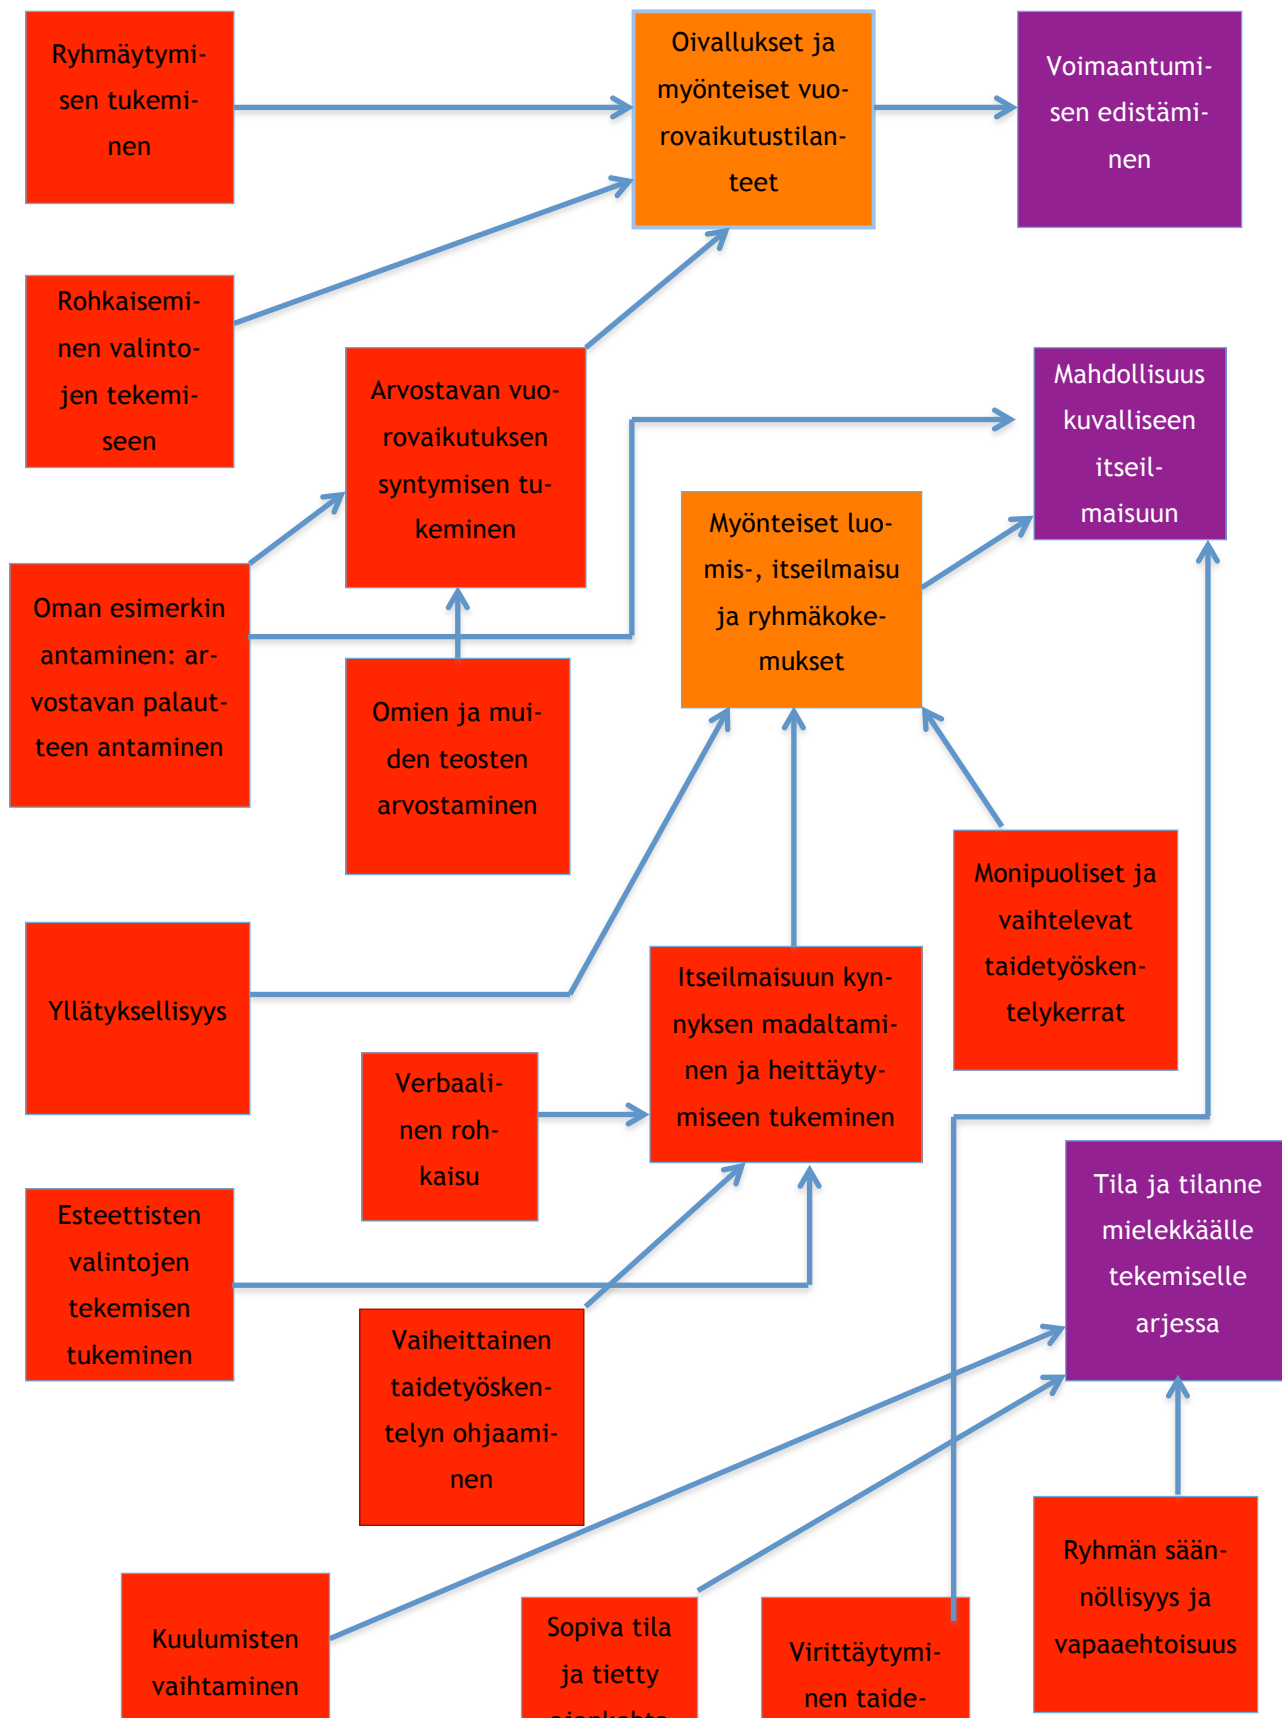 Ryhmäytymi-
sen tukemi-
nen
Oivallukset ja
myönteiset vuo-
rovaikutustilan-
teet
Voimaantumi-
sen edistämi-
nen
Rohkaisemi-
nen valinto-
jen tekemi-
seen
Arvostavan vuo-
rovaikutuksen
syntymisen tu-
keminen
Mahdollisuus
kuvalliseen
itseil-
maisuun
Myönteiset luo-
mis-, itseilmaisu
ja ryhmäkoke-
mukset
Oman esimerkin
antaminen: ar-
vostavan palaut-
teen antaminen
Omien ja mui-
den teosten
arvostaminen
Monipuoliset ja
vaihtelevat
taidetyösken-
telykerrat
Yllätyksellisyys
Itseilmaisuun kyn-
nyksen madaltami-
nen ja heittäyty-
miseen tukeminen
Verbaali-
nen roh-
kaisu
Tila ja tilanne
mielekkäälle
tekemiselle
arjessa
Esteettisten
valintojen
tekemisen
tukeminen
Vaiheittainen
taidetyösken-
telyn ohjaami-
nen
Ryhmän sään-
nöllisyys ja
vapaaehtoisuus
Kuulumisten
vaihtaminen
Sopiva tila
ja tietty
ajankohta
Virittäytymi-
nen taide-